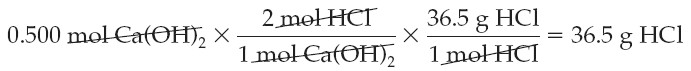 0.500 mol Ca(OH)₂ × 2 mol HCl / 1 mol Ca(OH)₂ × 36.5 g HCl / 1 mol HCl = 36.5 g HCl